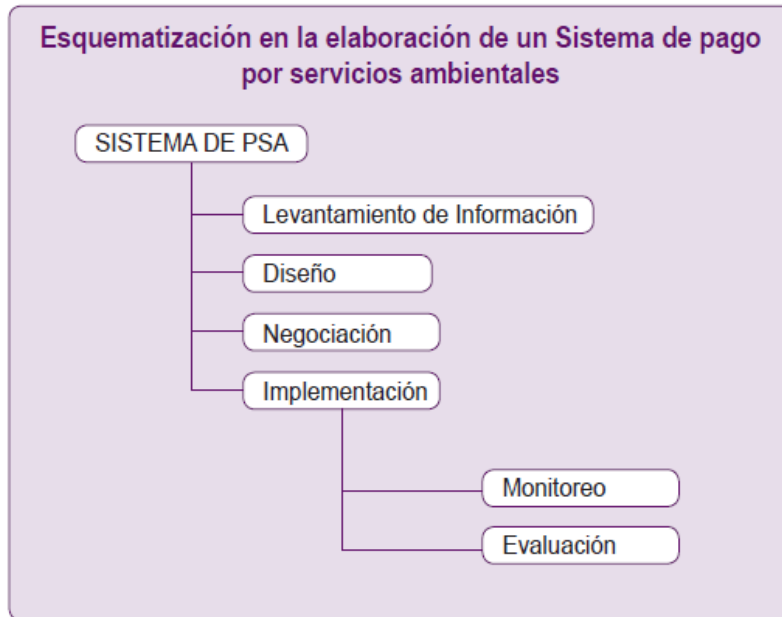 Esquematización en la elaboración de un Sistema de pago
por servicios ambientales
SISTEMA DE PSA
Levantamiento de Información
Diseño
Negociación
Implementación
Monitoreo
Evaluación